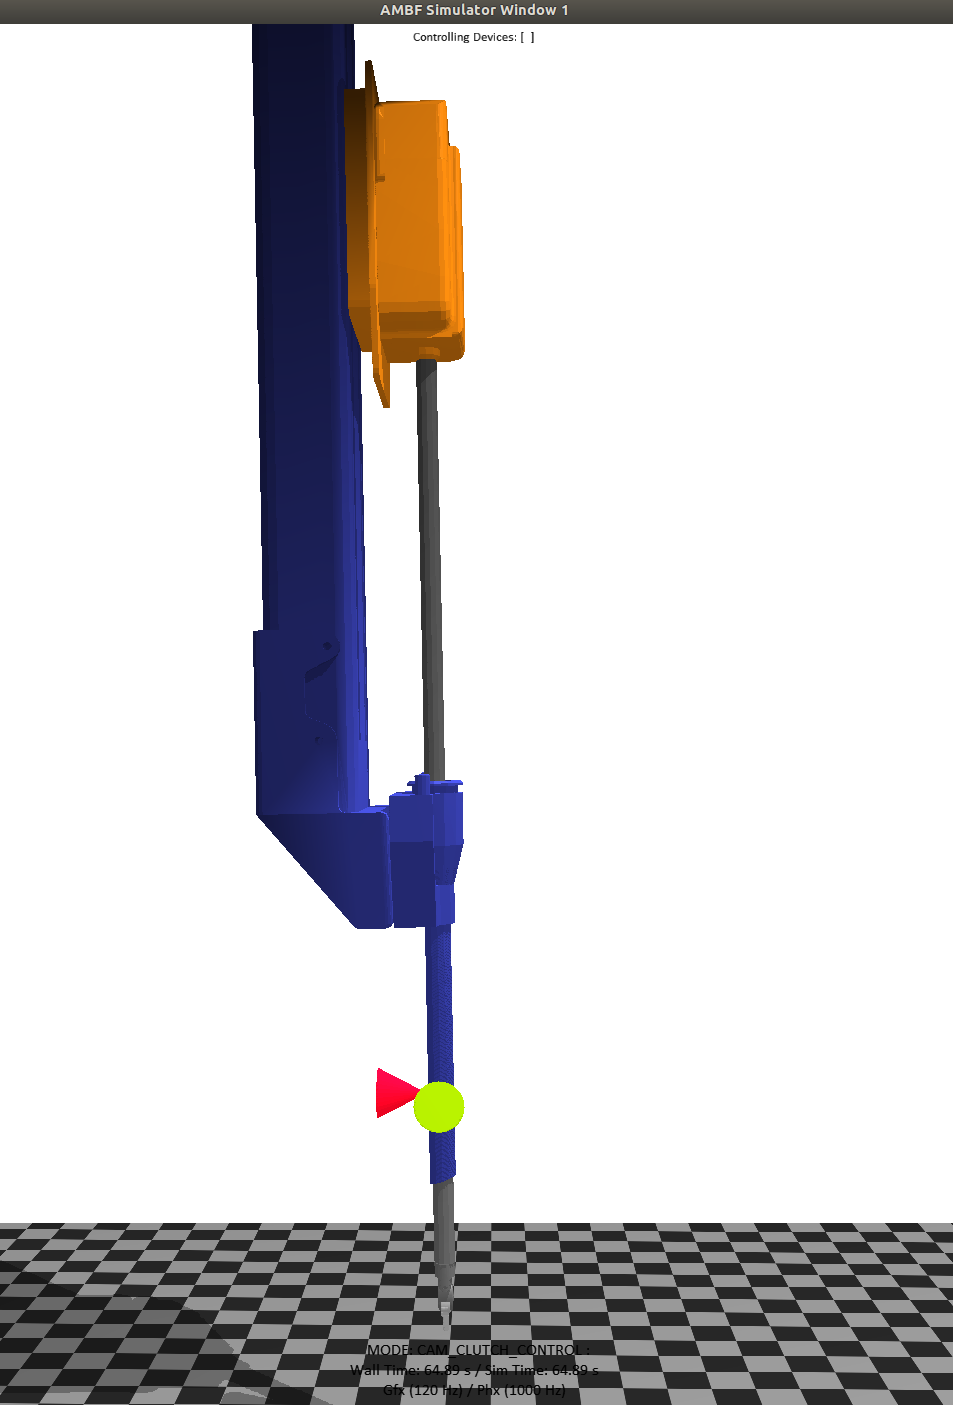 AMBF Simulator Window 1
Controlling Devices: [  ]
MODE: CAM_CLUTCH_CONTROL :
Wall Time: 64.89 s / Sim Time: 64.89 s
Gfx (120 Hz) / Phx (1000 Hz)